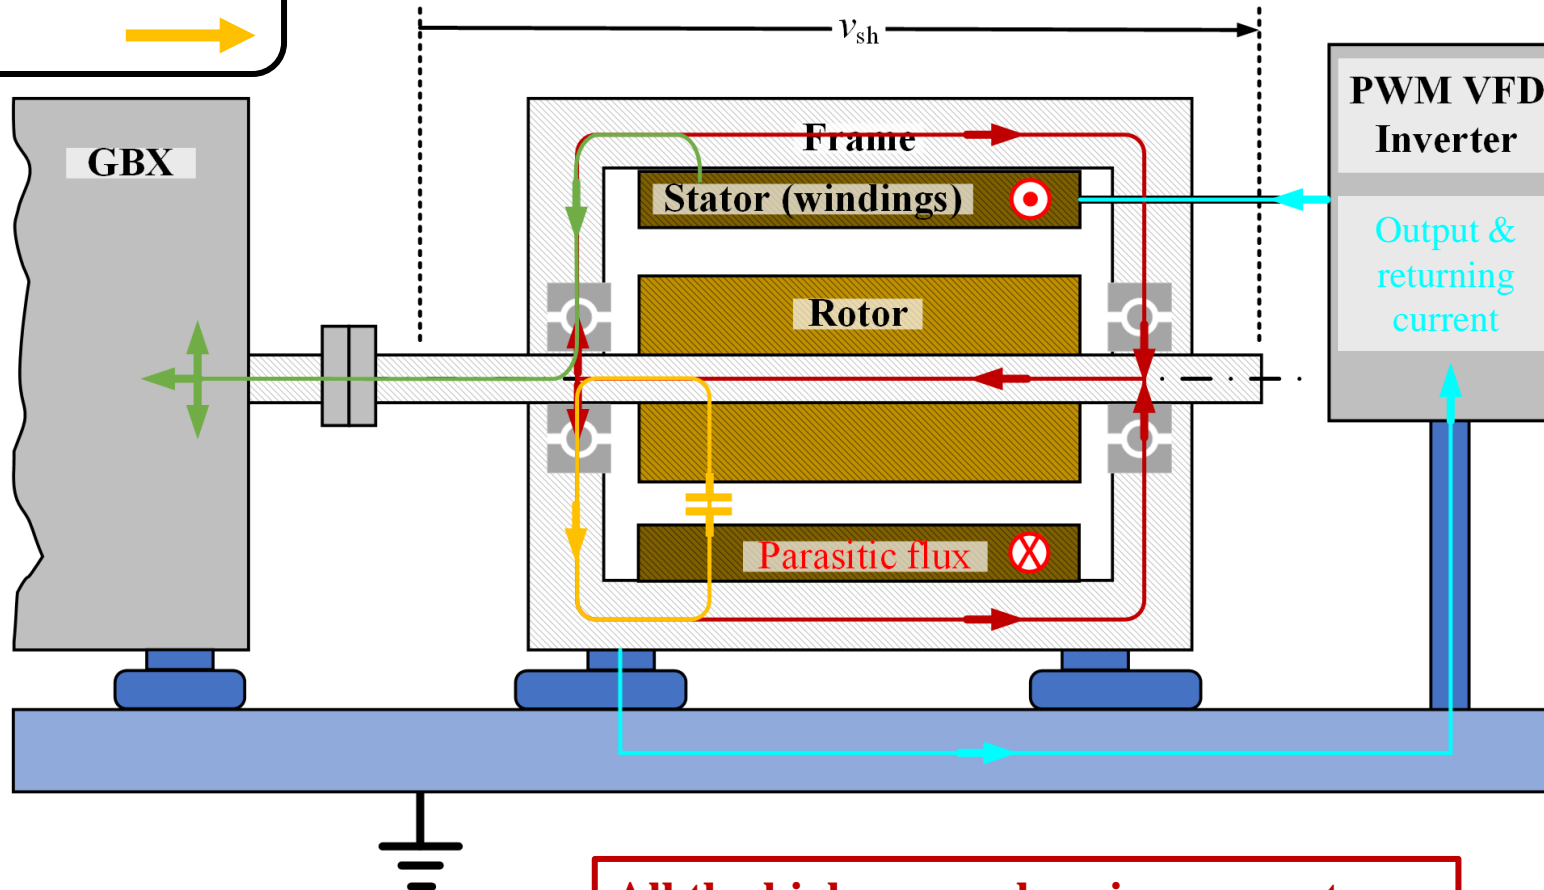 v_sh
PWM VFD
Inverter
GBX
Frame
Stator (windings)
Output &
returning
current
Rotor
Parasitic flux